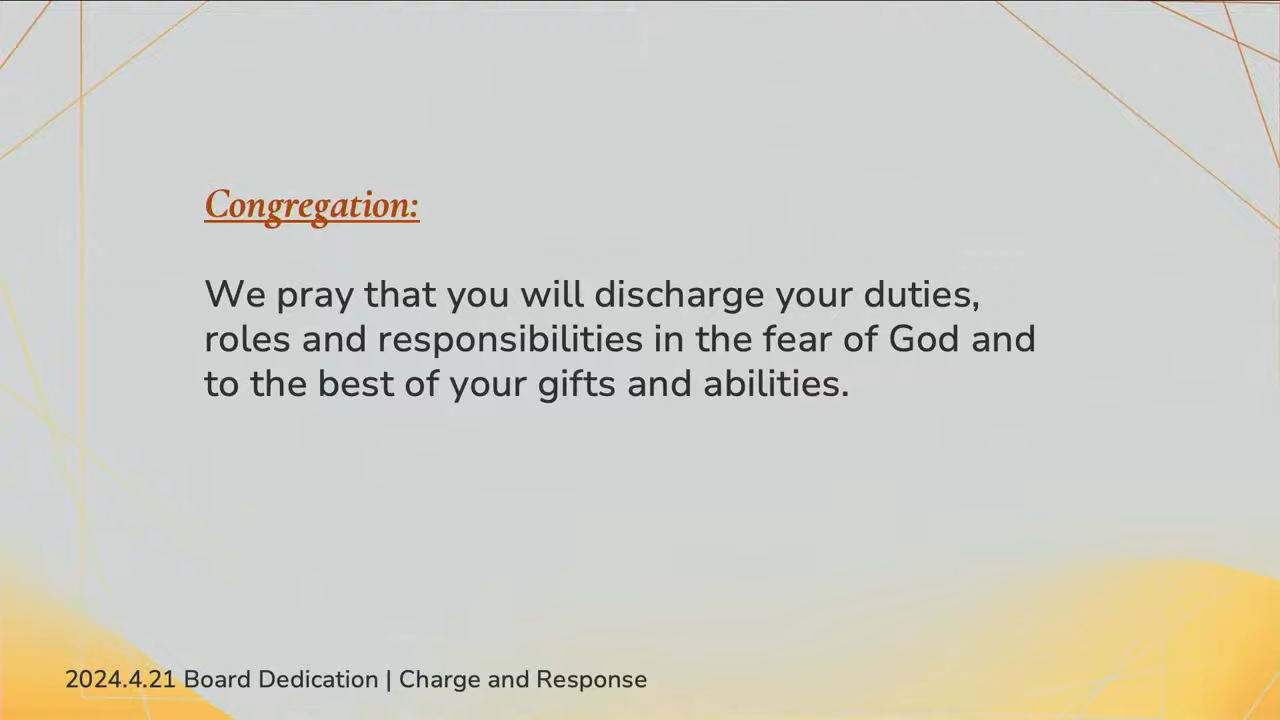 Congregation:
We pray that you will discharge your duties,
roles and responsibilities in the fear of God and
to the best of your gifts and abilities.
2024.4.21 Board Dedication | Charge and Response